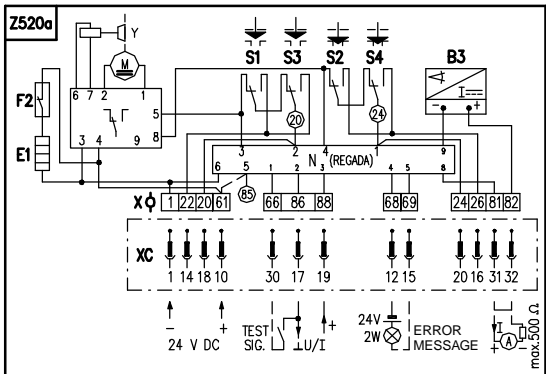 Z520a
Y
S1 S3 S2 S4 B3
M
6 7 2 1
I
F2
5
- +
20 24
8
E1
3 4 9
3 2 4 1 9
N (REGADA)
6 5 1 2 3 4 5 8
85
X 1 22 20 61 66 86 88 68 69 24 26 81 82
XC
1 14 18 10 30 17 19 12 15 20 16 31 32
- +
24 V DC
TEST
SIG.
U/I
+
24V
2W
ERROR
MESSAGE
I
- A +
max.500 Ω